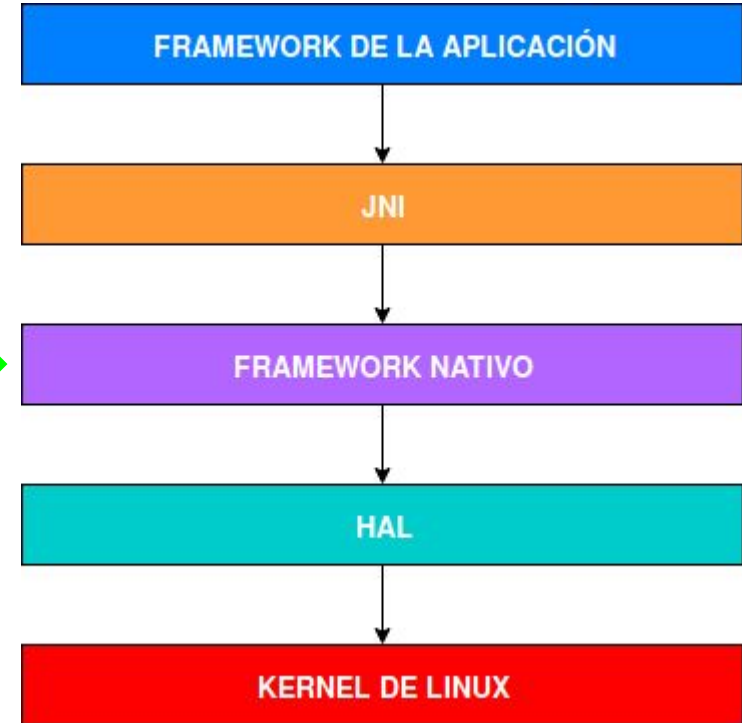 FRAMEWORK DE LA APLICACIÓN
JNI
FRAMEWORK NATIVO
HAL
KERNEL DE LINUX